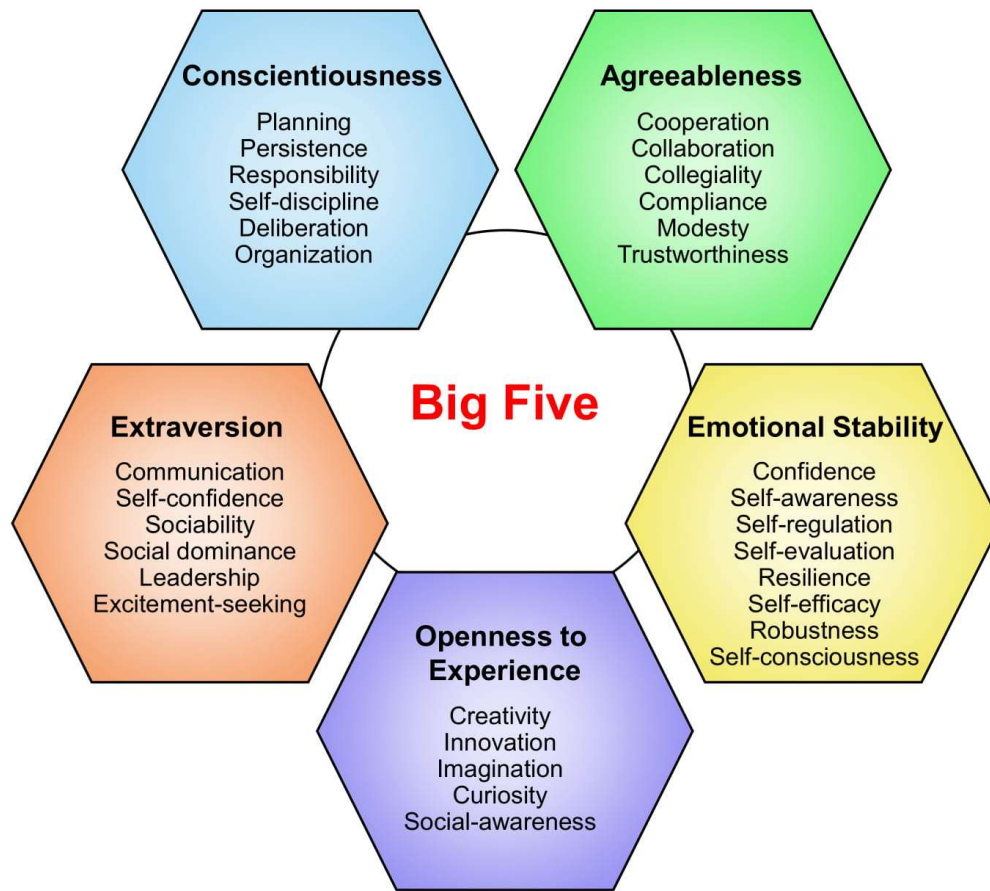 Conscientiousness
Planning
Persistence
Responsibility
Self-discipline
Deliberation
Organization
Agreeableness
Cooperation
Collaboration
Collegiality
Compliance
Modesty
Trustworthiness
Big Five
Extraversion
Communication
Self-confidence
Sociability
Social dominance
Leadership
Excitement-seeking
Emotional Stability
Confidence
Self-awareness
Self-regulation
Self-evaluation
Resilience
Self-efficacy
Robustness
Self-consciousness
Openness to
Experience
Creativity
Innovation
Imagination
Curiosity
Social-awareness